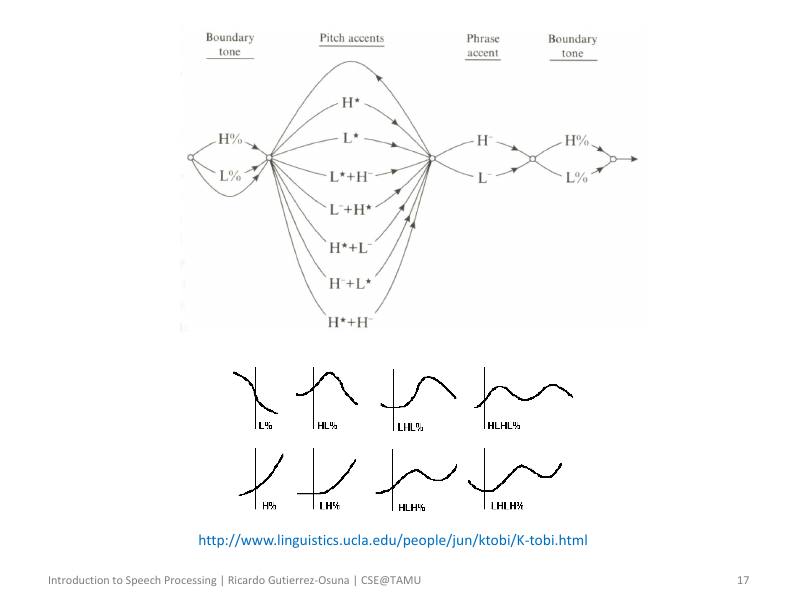 Boundary
tone
Pitch accents
Phrase
accent
Boundary
tone
H*
H%
L*
H⁻
H%
L%
L*+H⁻
L⁻
L%
L⁻+H*
H*+L⁻
H⁻+L*
H*+H⁻
L%
HL%
LHL%
HLHL%
H%
LH%
HLH%
LHLH%
http://www.linguistics.ucla.edu/people/jun/ktobi/K-tobi.html
Introduction to Speech Processing | Ricardo Gutierrez-Osuna | CSE@TAMU
17